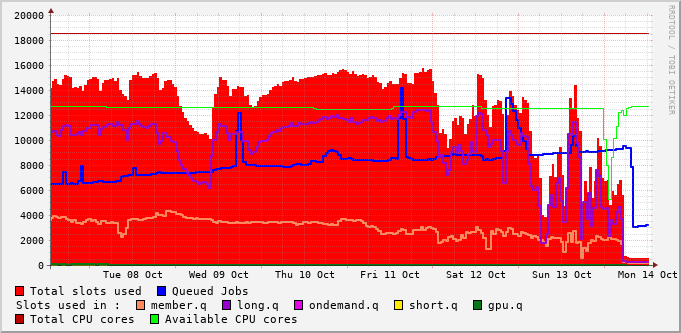 20000
18000
16000
14000
12000
10000
8000
6000
4000
2000
0
Tue 08 Oct Wed 09 Oct Thu 10 Oct Fri 11 Oct Sat 12 Oct Sun 13 Oct Mon 14 Oct
RRDTOOL / TOBI OETIKER
Total slots used Queued Jobs
Slots used in : member.q long.q ondemand.q short.q gpu.q
Total CPU cores Available CPU cores